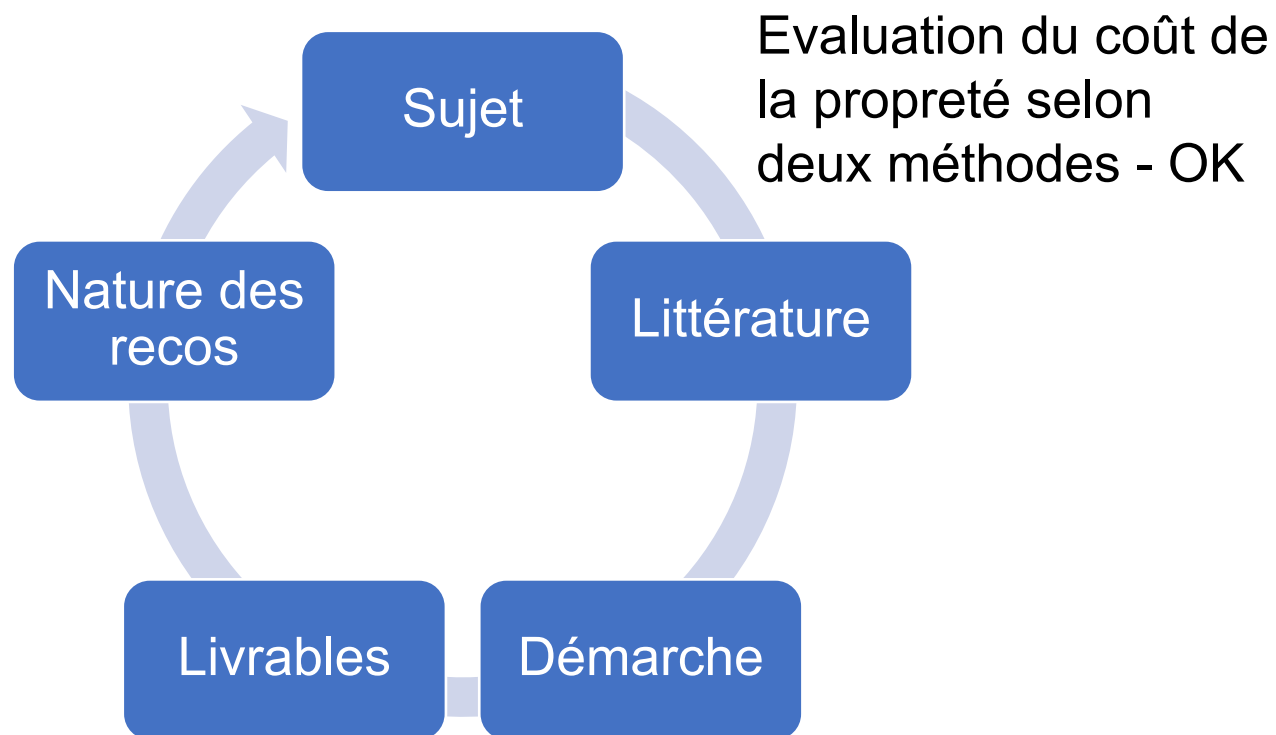 Sujet
Evaluation du coût de
la propreté selon
deux méthodes - OK
Littérature
Démarche
Livrables
Nature des
recos